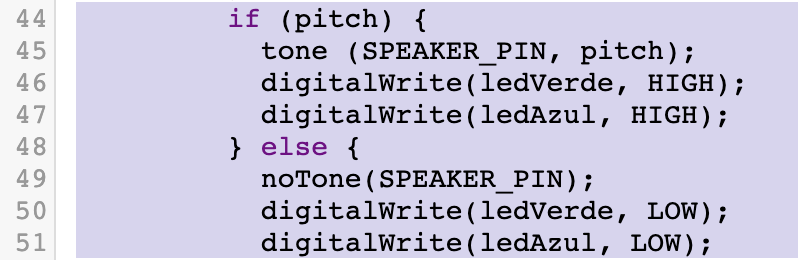 44 if (pitch) {
45 tone (SPEAKER_PIN, pitch);
46 digitalWrite(ledVerde, HIGH);
47 digitalWrite(ledAzul, HIGH);
48 } else {
49 noTone(SPEAKER_PIN);
50 digitalWrite(ledVerde, LOW);
51 digitalWrite(ledAzul, LOW);